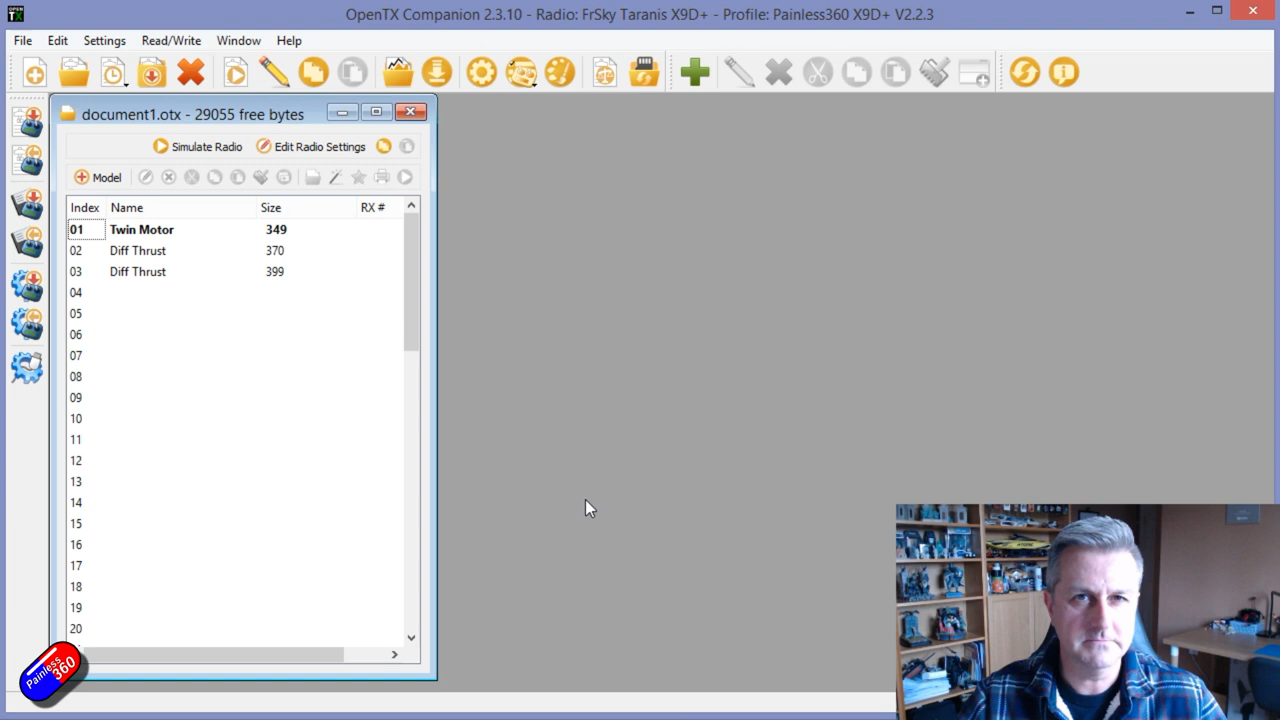 OpenTX Companion 2.3.10 - Radio: FrSky Taranis X9D+ - Profile: Painless360 X9D+ V2.2.3
File Edit Settings Read/Write Window Help
document1.otx - 29055 free bytes
Simulate Radio Edit Radio Settings
Model
Index Name Size RX #
01 Twin Motor 349
02 Diff Thrust 370
03 Diff Thrust 399
04
05
06
07
08
09
10
11
12
13
14
15
16
17
18
19
20
Painless
360